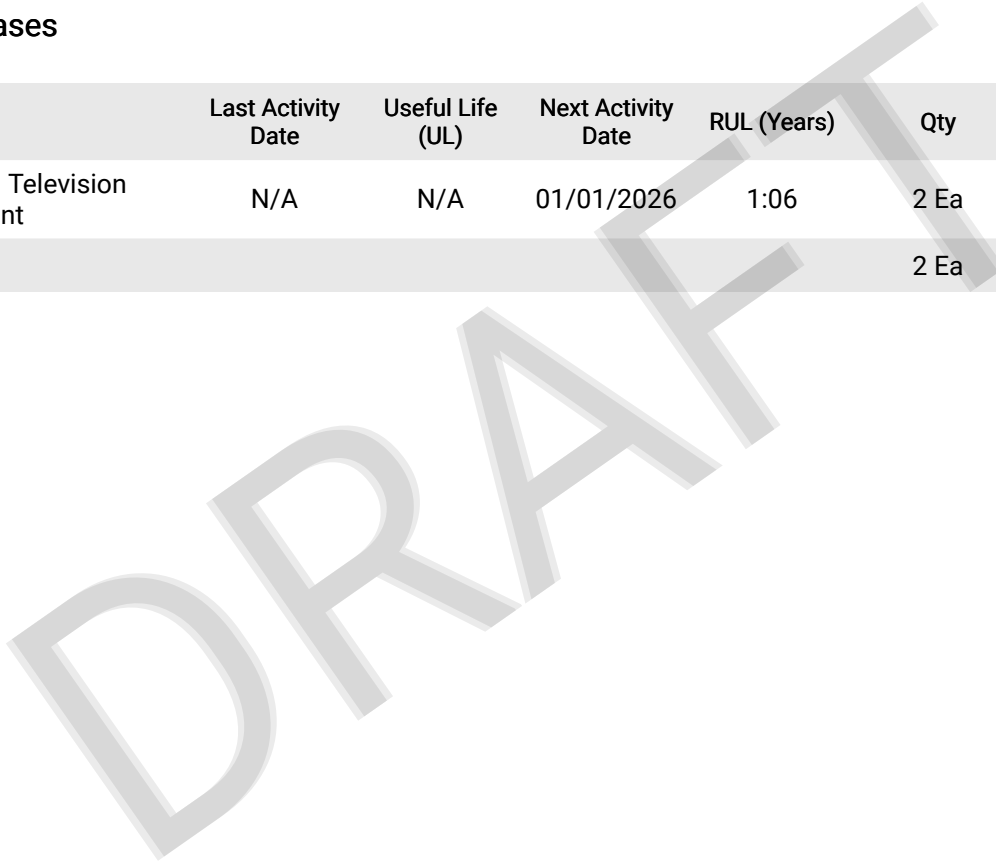 ases
Last Activity Date Useful Life (UL) Next Activity Date RUL (Years) Qty
Television
nt N/A N/A 01/01/2026 1:06 2 Ea
2 Ea
DRAFT